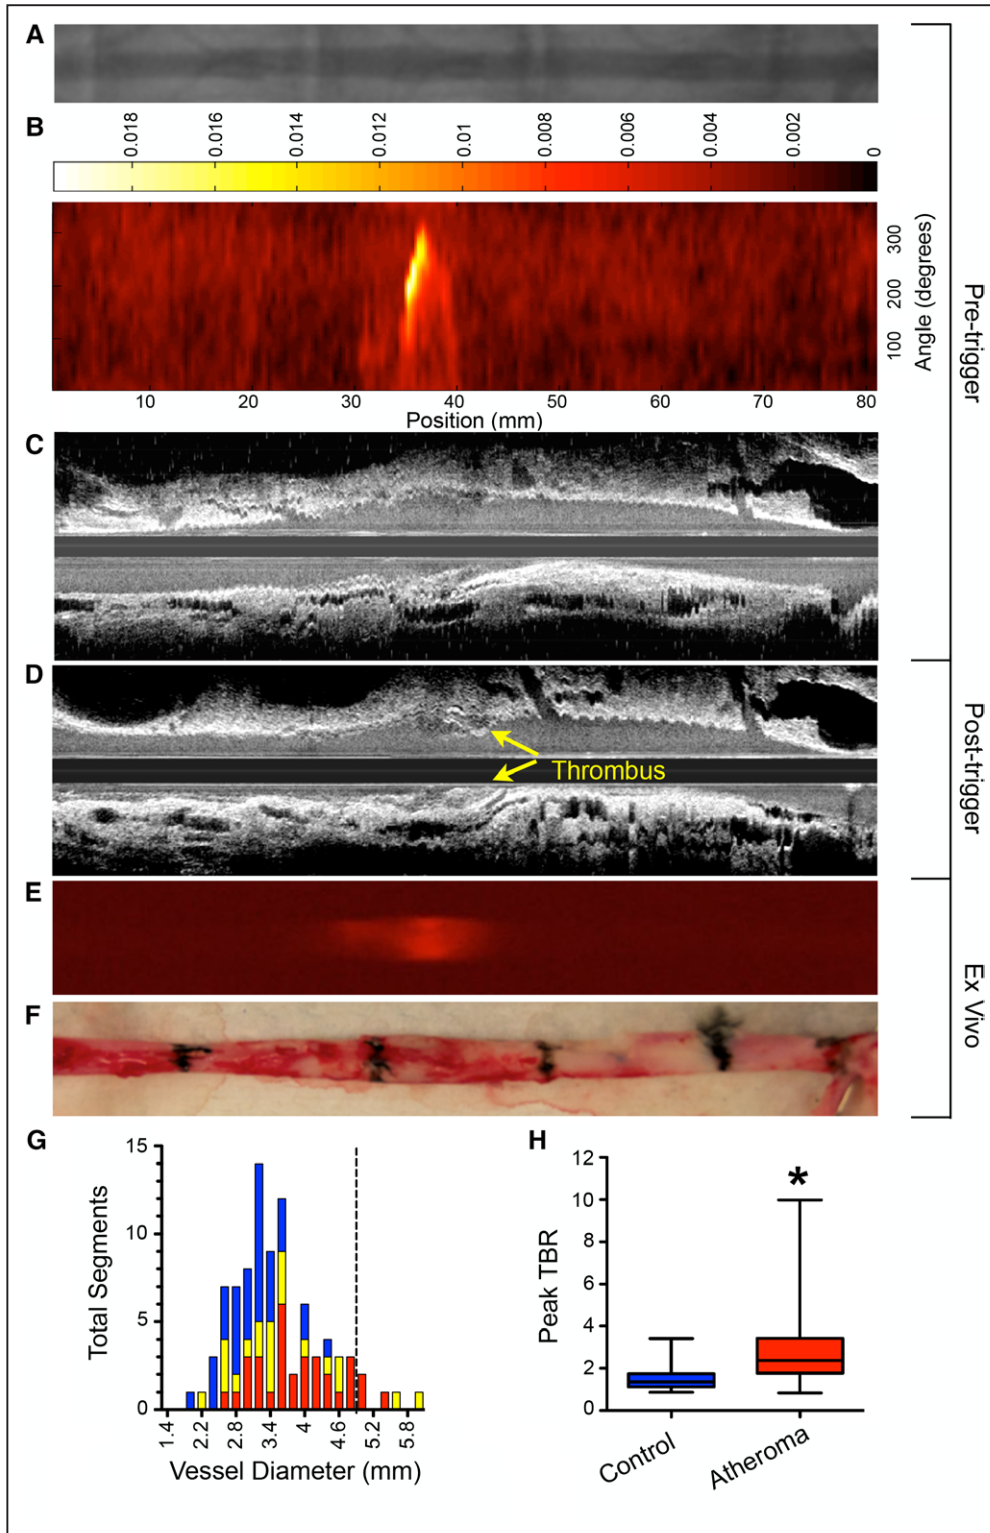 A
B
0.018 0.016 0.014 0.012 0.01 0.008 0.006 0.004 0.002 0
300
200
100
Angle (degrees)
10 20 30 40 50 60 70 80
Position (mm)
Pre-trigger
C
D
Thrombus
Post-trigger
E
F
Ex Vivo
G
15
10
5
0
Total Segments
1.4 2.2 2.8 3.4 4 4.6 5.2 5.8
Vessel Diameter (mm)
H
12
10
8
6
4
2
0
Peak TBR
*
Control Atheroma